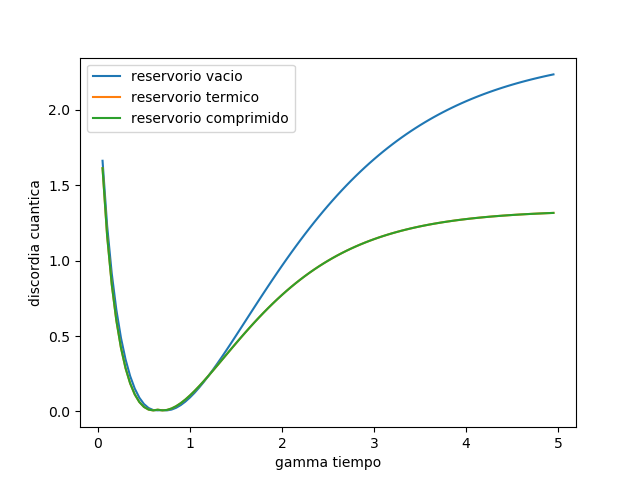 reservorio vacio
reservorio termico
reservorio comprimido
2.0
1.5
1.0
0.5
0.0
discordia cuantica
0 1 2 3 4 5
gamma tiempo